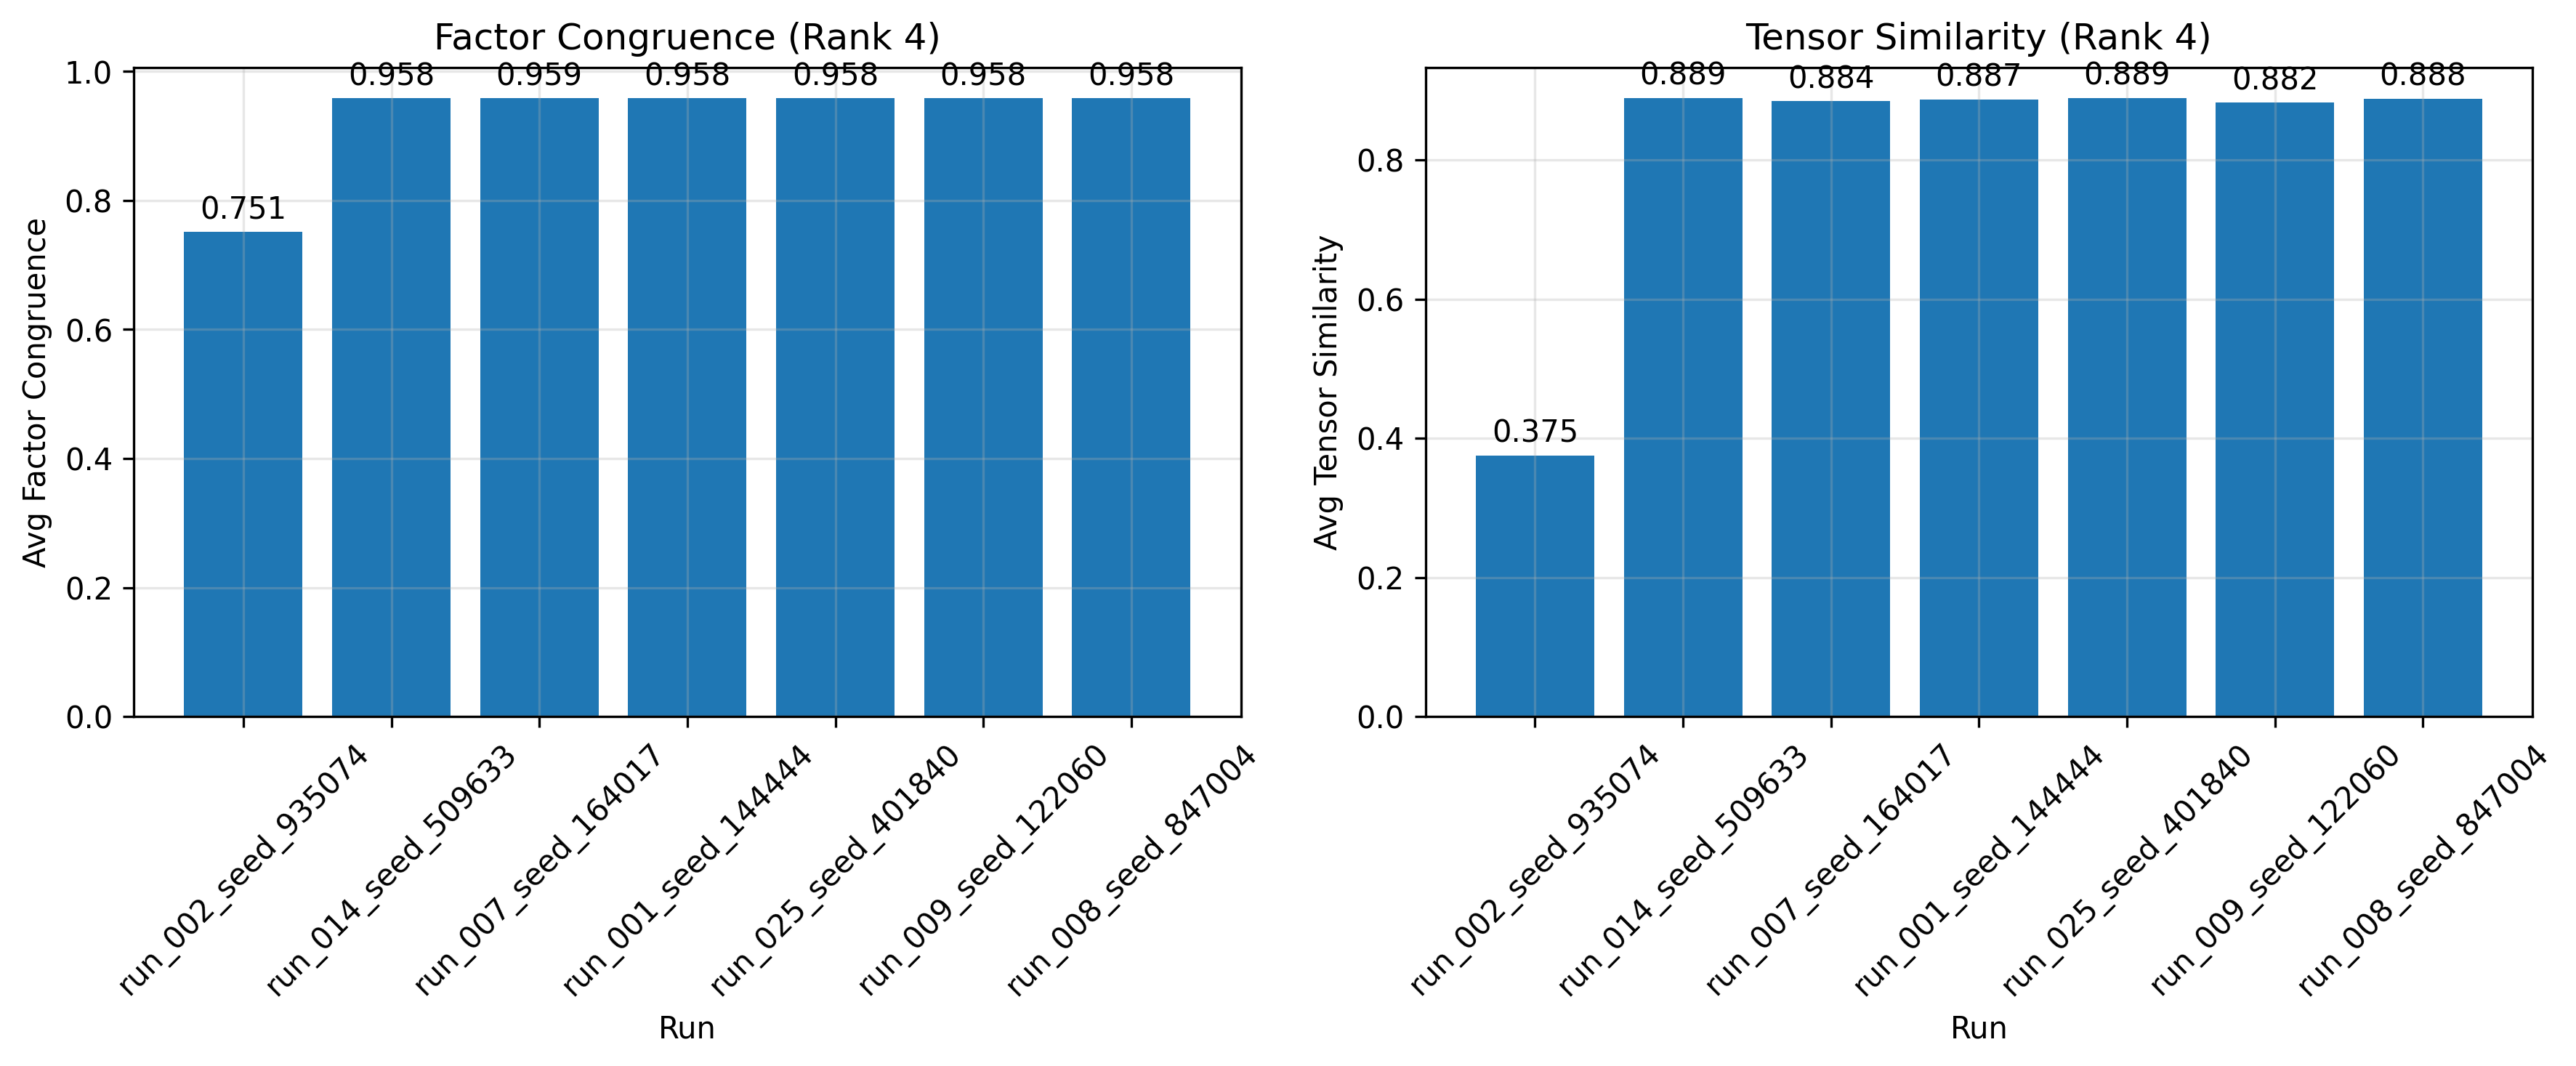 Factor Congruence (Rank 4)
Avg Factor Congruence
1.0
0.8
0.6
0.4
0.2
0.0
0.751
0.958
0.959
0.958
0.958
0.958
0.958
run_002_seed_935074
run_014_seed_509633
run_007_seed_164017
run_001_seed_144444
run_025_seed_401840
run_009_seed_122060
run_008_seed_847004
Run
Tensor Similarity (Rank 4)
Avg Tensor Similarity
0.8
0.6
0.4
0.2
0.0
0.375
0.889
0.884
0.887
0.889
0.882
0.888
run_002_seed_935074
run_014_seed_509633
run_007_seed_164017
run_001_seed_144444
run_025_seed_401840
run_009_seed_122060
run_008_seed_847004
Run